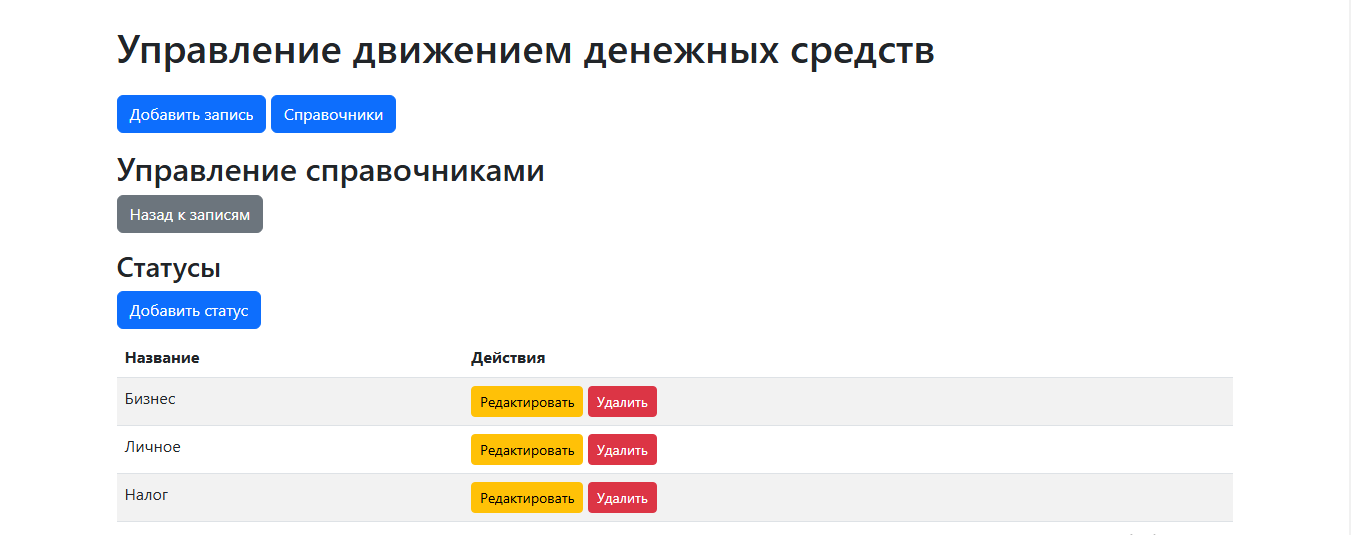 Управление движением денежных средств
Добавить запись Справочники
Управление справочниками
Назад к записям
Статусы
Добавить статус
Название Действия
Бизнес Редактировать Удалить
Личное Редактировать Удалить
Налог Редактировать Удалить